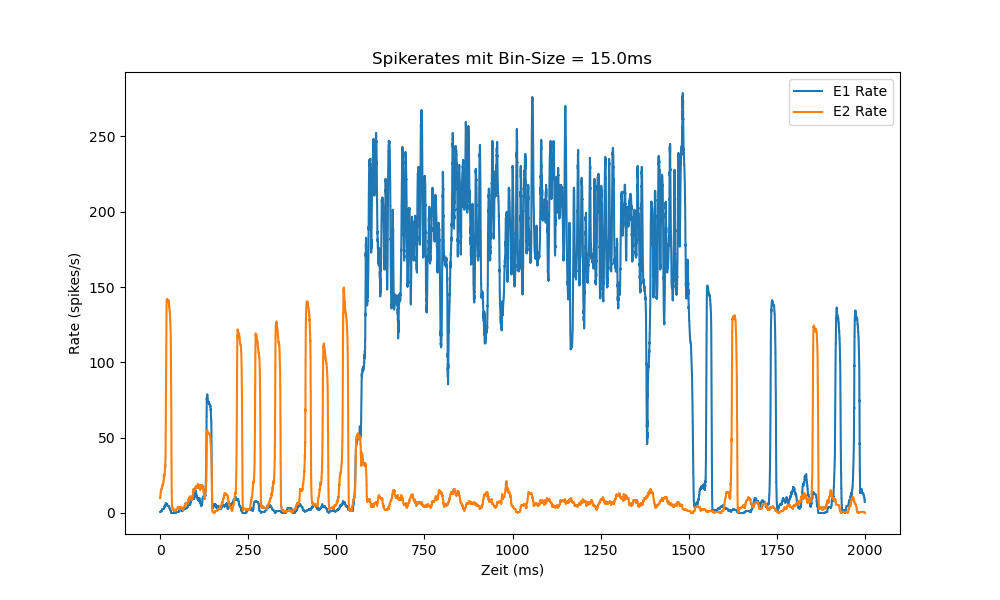 Spikerates mit Bin-Size = 15.0ms
E1 Rate
E2 Rate
Rate (spikes/s)
250
200
150
100
50
0
0 250 500 750 1000 1250 1500 1750 2000
Zeit (ms)